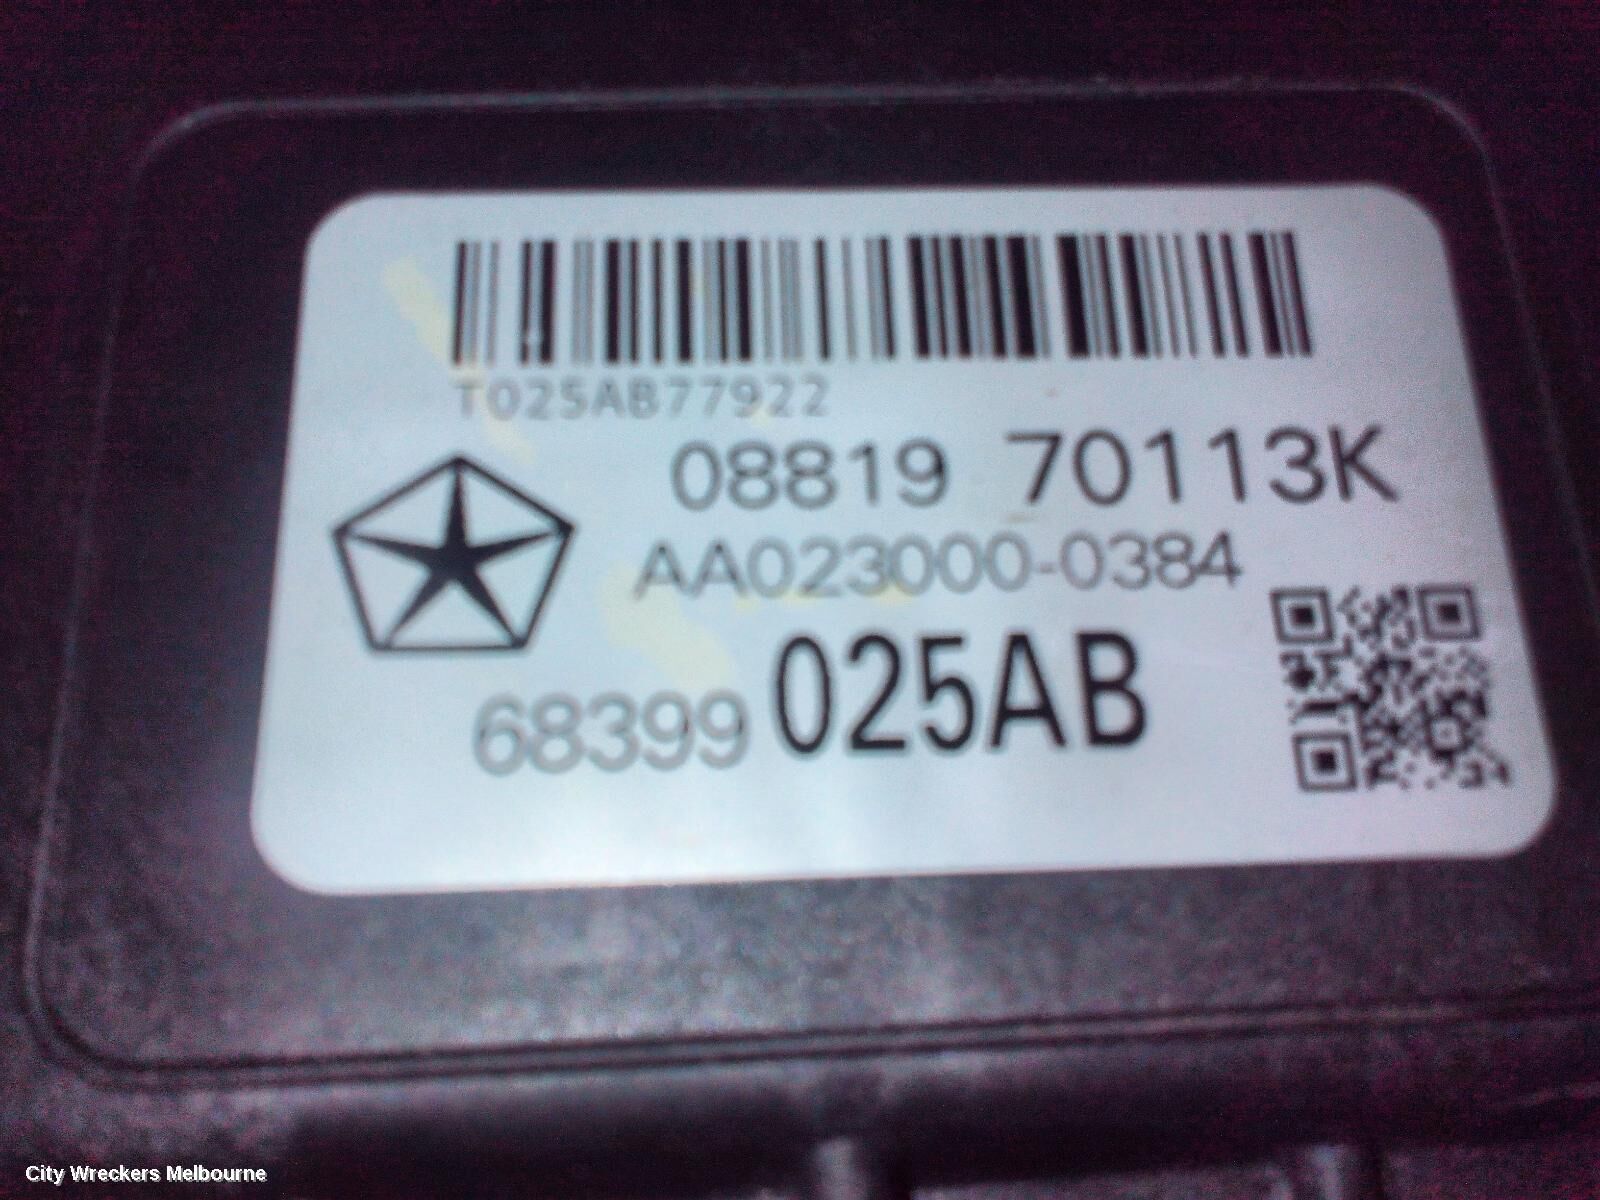 T025AB77922
08819 70113K
AA023000-0384
68399 025AB
City Wreckers Melbourne